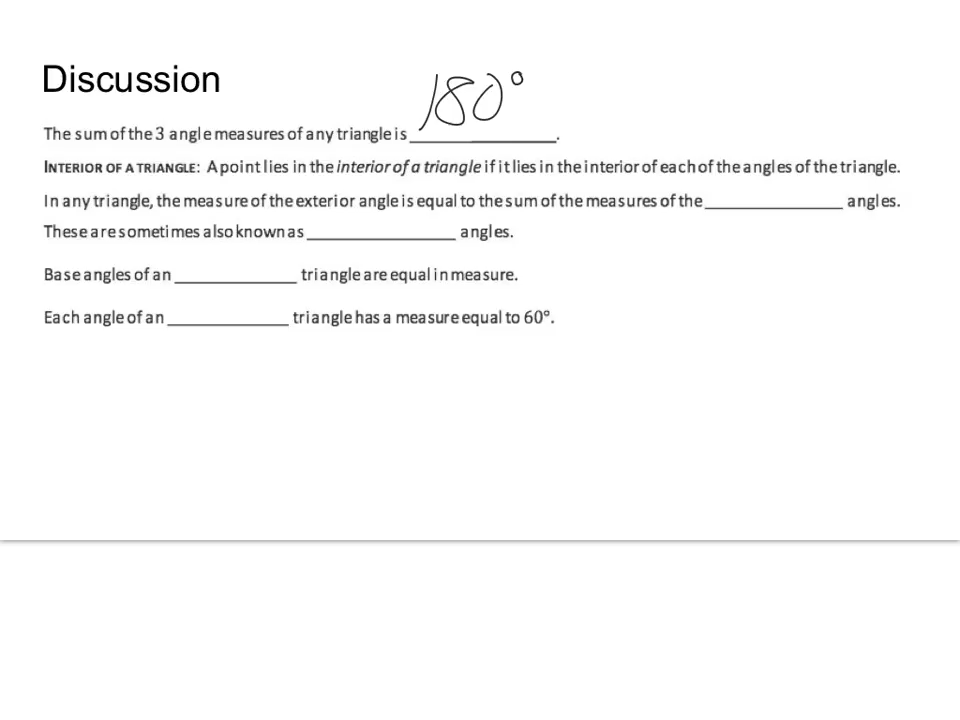 Discussion
The sum of the 3 angle measures of any triangle is 180° .
INTERIOR OF A TRIANGLE: A point lies in the interior of a triangle if it lies in the interior of each of the angles of the triangle.
In any triangle, the measure of the exterior angle is equal to the sum of the measures of the ______________ angles.
These are sometimes also known as ______________ angles.
Base angles of an ____________ triangle are equal in measure.
Each angle of an ____________ triangle has a measure equal to 60°.